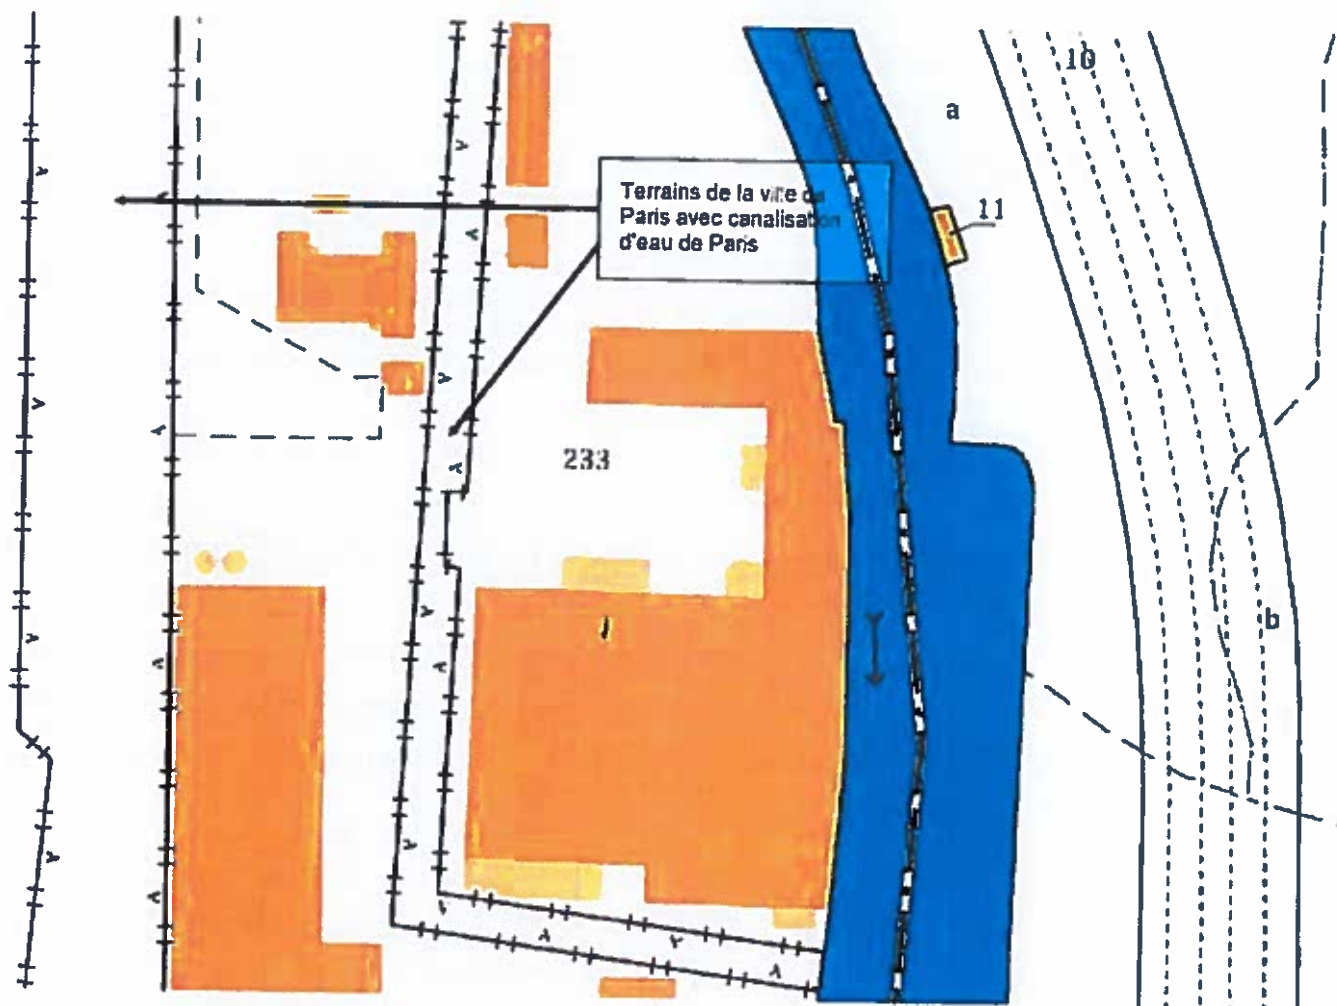 10
a
Terrains de la ville de
Paris avec canalisation
d'eau de Paris
11
233
b